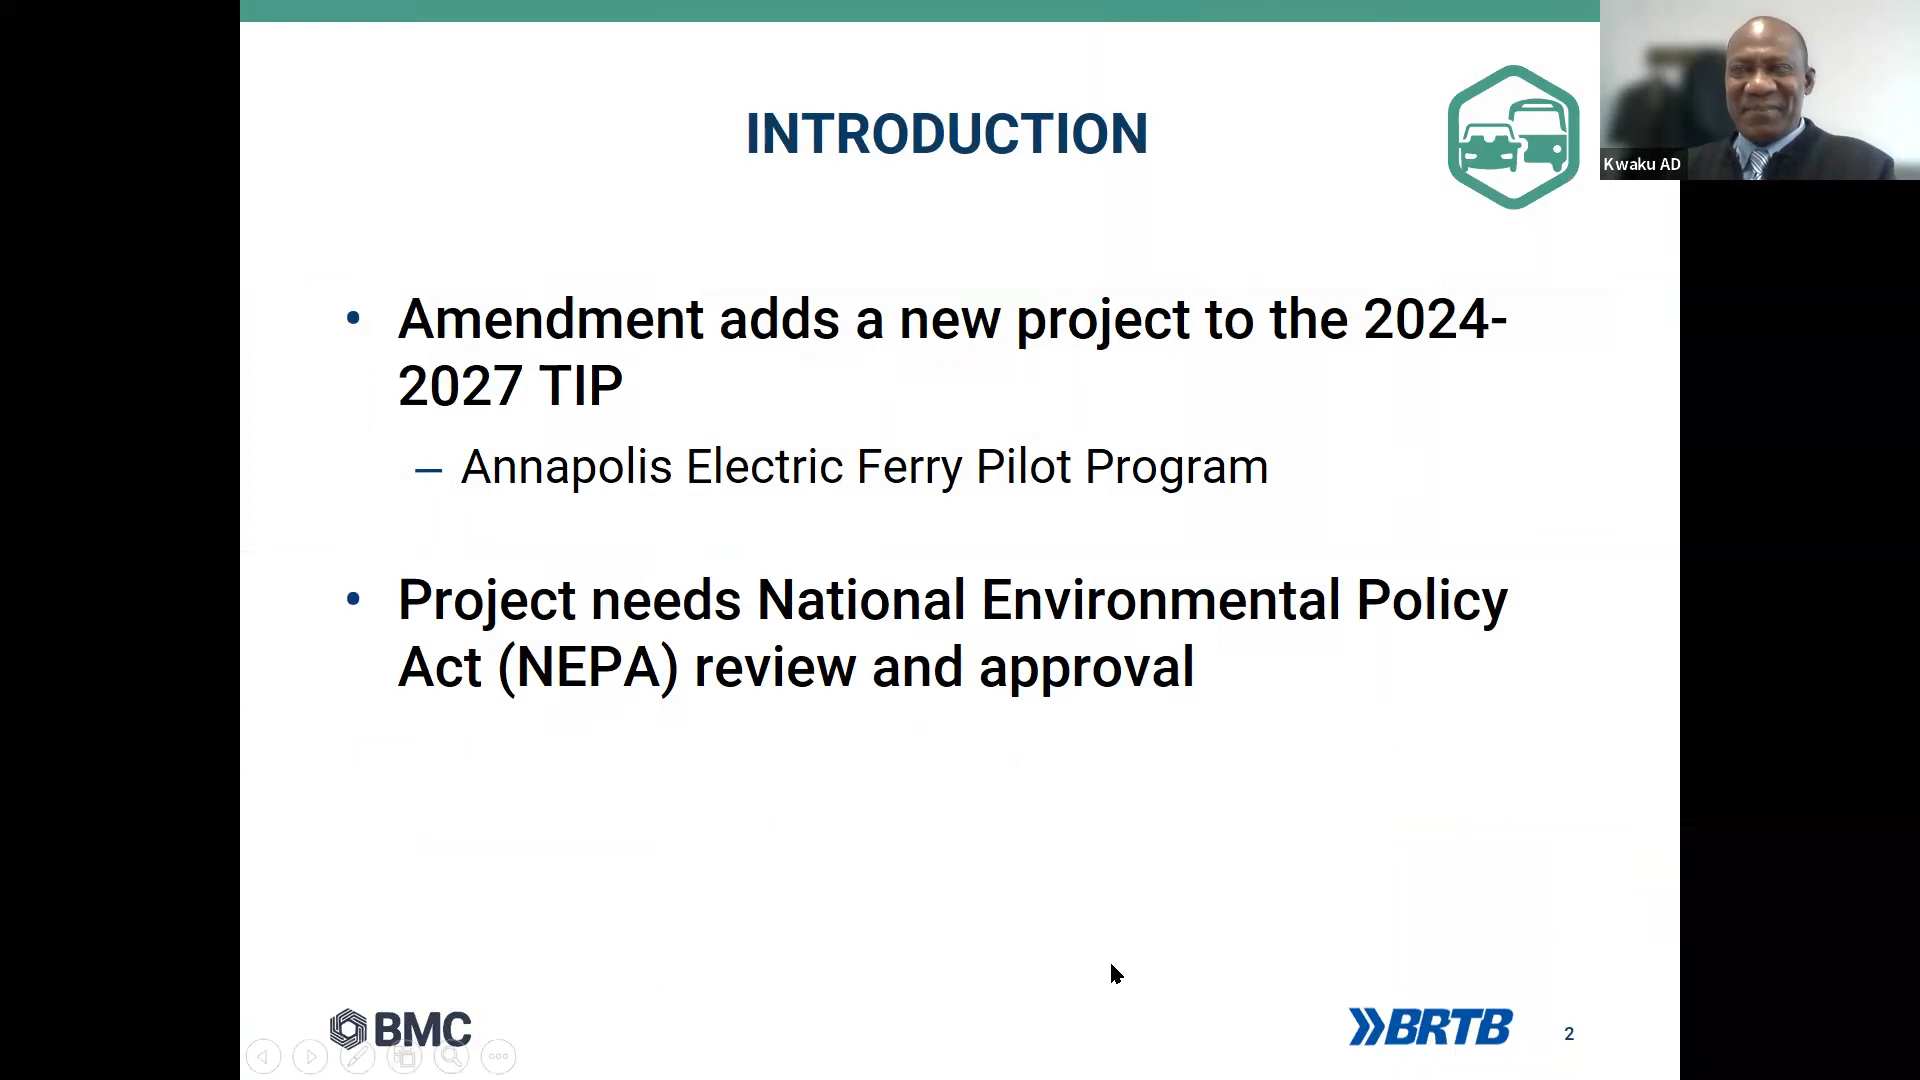 INTRODUCTION
Kwaku AD
• Amendment adds a new project to the 2024-
2027 TIP
– Annapolis Electric Ferry Pilot Program
• Project needs National Environmental Policy
Act (NEPA) review and approval
BMC
BRTB
2